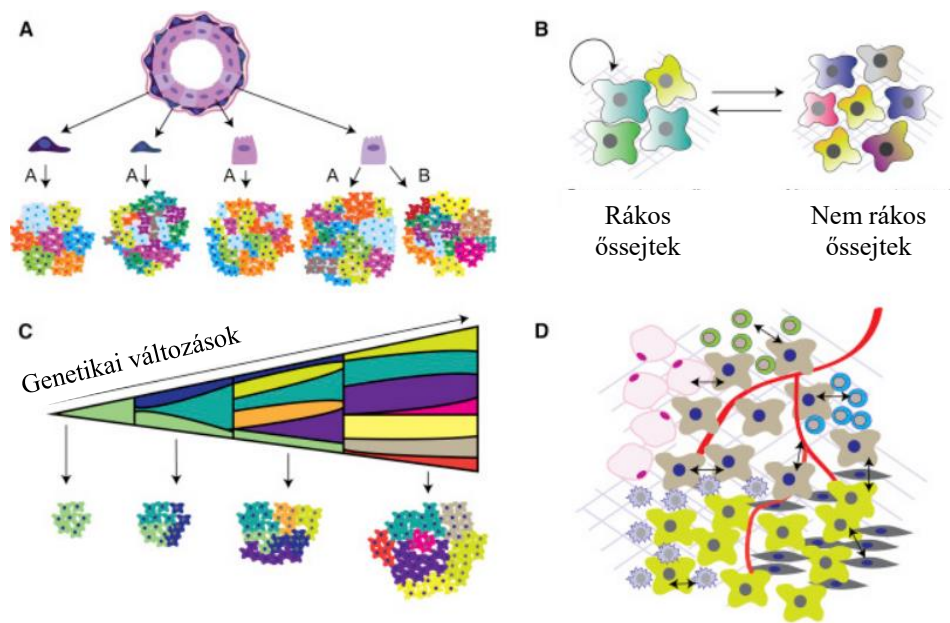 A
B
A
A
A
A
B
Rákos
őssejtek
Nem rákos
őssejtek
C
Genetikai változások
D